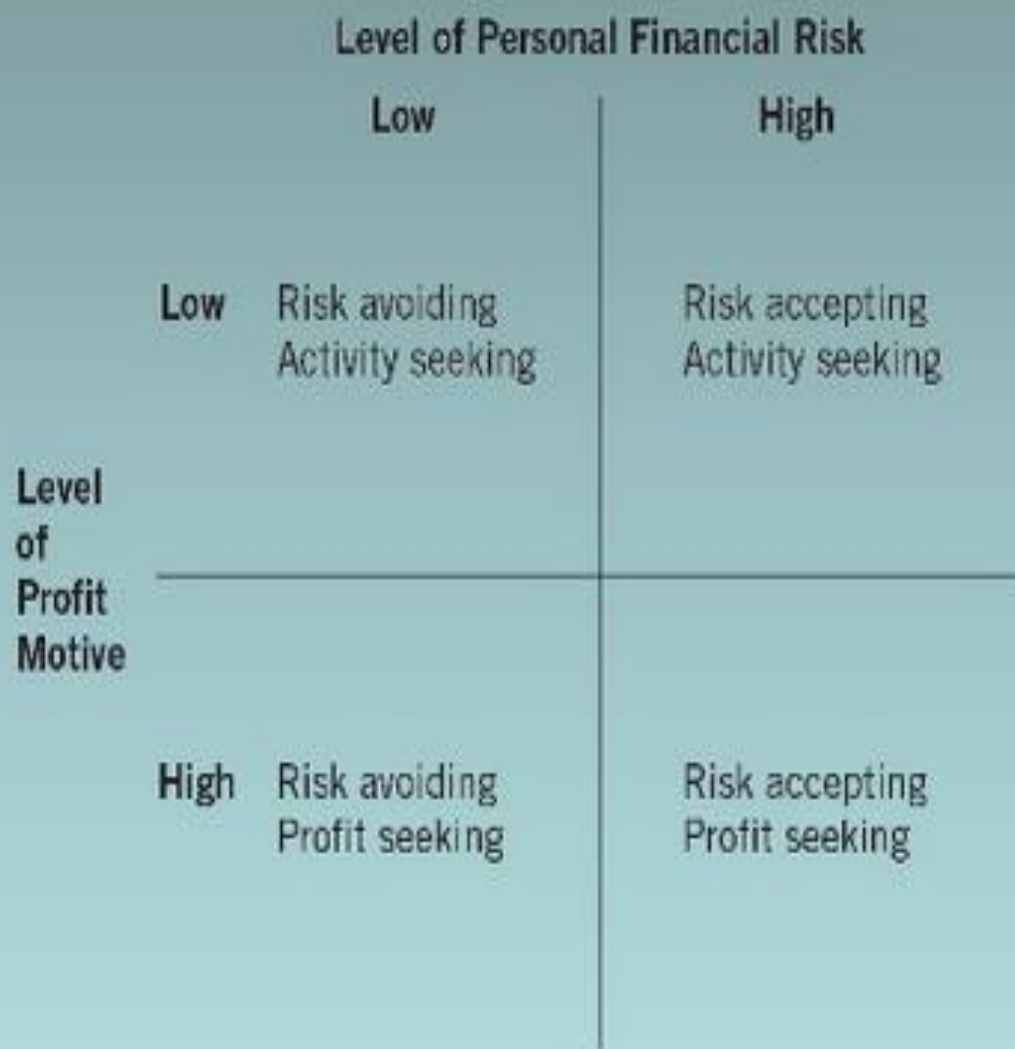 Level of Personal Financial Risk
Low High
Low Risk avoiding Risk accepting
Activity seeking Activity seeking
Level
of
Profit
Motive
High Risk avoiding Risk accepting
Profit seeking Profit seeking